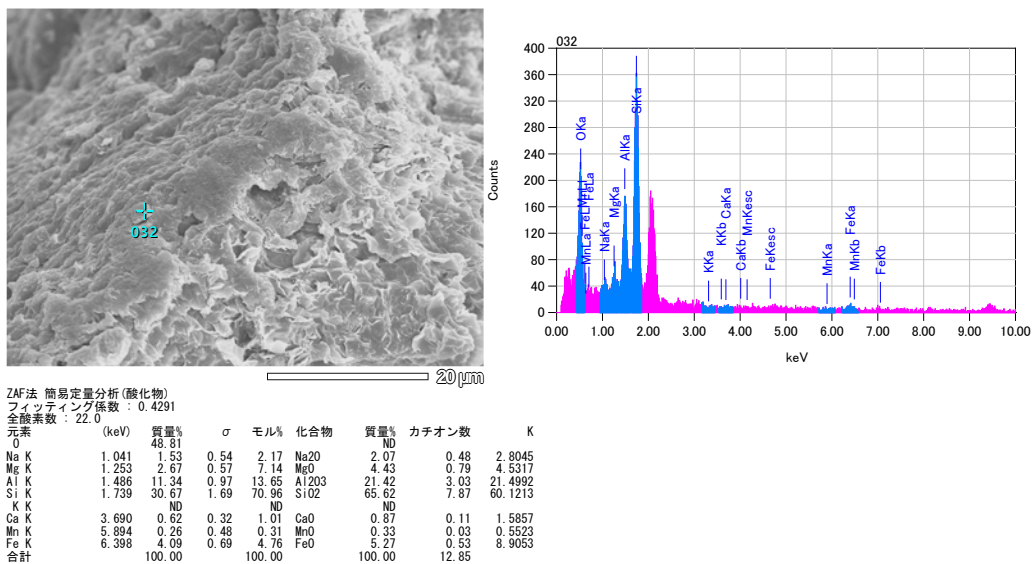 032
20 μm
032
400
360
320
280
240
200
160
120
80
40
0
Counts
OKa
FeLa
MnLa
NaKa
MgKa
AlKa
SiKa
KKa
KKb
CaKa
CaKb
MnKesc
FeKesc
MnKa
FeKa
MnKb
FeKb
0.00 1.00 2.00 3.00 4.00 5.00 6.00 7.00 8.00 9.00 10.00
keV
ZAF法 簡易定量分析(酸化物)
フィッティング係数 : 0.4291
全酸素数 : 22.0
元素 (keV) 質量% σ モル% 化合物 質量% カチオン数 K
O 48.81 ND
Na K 1.041 1.53 0.54 2.17 Na2O 2.07 0.48 2.8045
Mg K 1.253 2.67 0.57 7.14 MgO 4.43 0.79 4.5317
Al K 1.486 11.34 0.97 13.65 Al2O3 21.42 3.03 21.4992
Si K 1.739 30.67 1.69 70.96 SiO2 65.62 7.87 60.1213
K K ND ND ND
Ca K 3.690 0.62 0.32 1.01 CaO 0.87 0.11 1.5857
Mn K 5.894 0.26 0.48 0.31 MnO 0.33 0.03 0.5523
Fe K 6.398 4.09 0.69 4.76 FeO 5.27 0.53 8.9053
合計 100.00 100.00 100.00 12.85